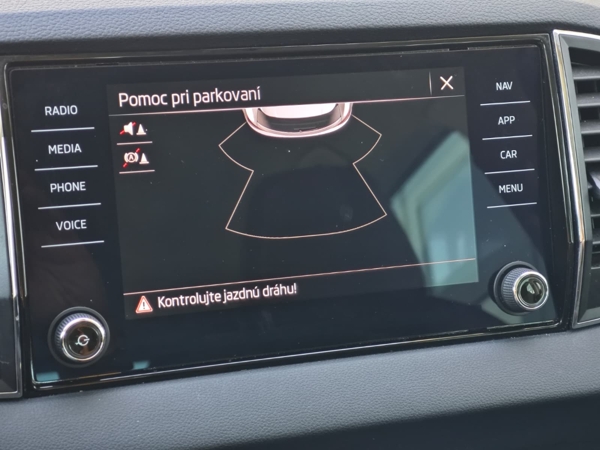 Pomoc pri parkovaní
RADIO
MEDIA
PHONE
VOICE
NAV
APP
CAR
MENU
Kontrolujte jazdnú dráhu!